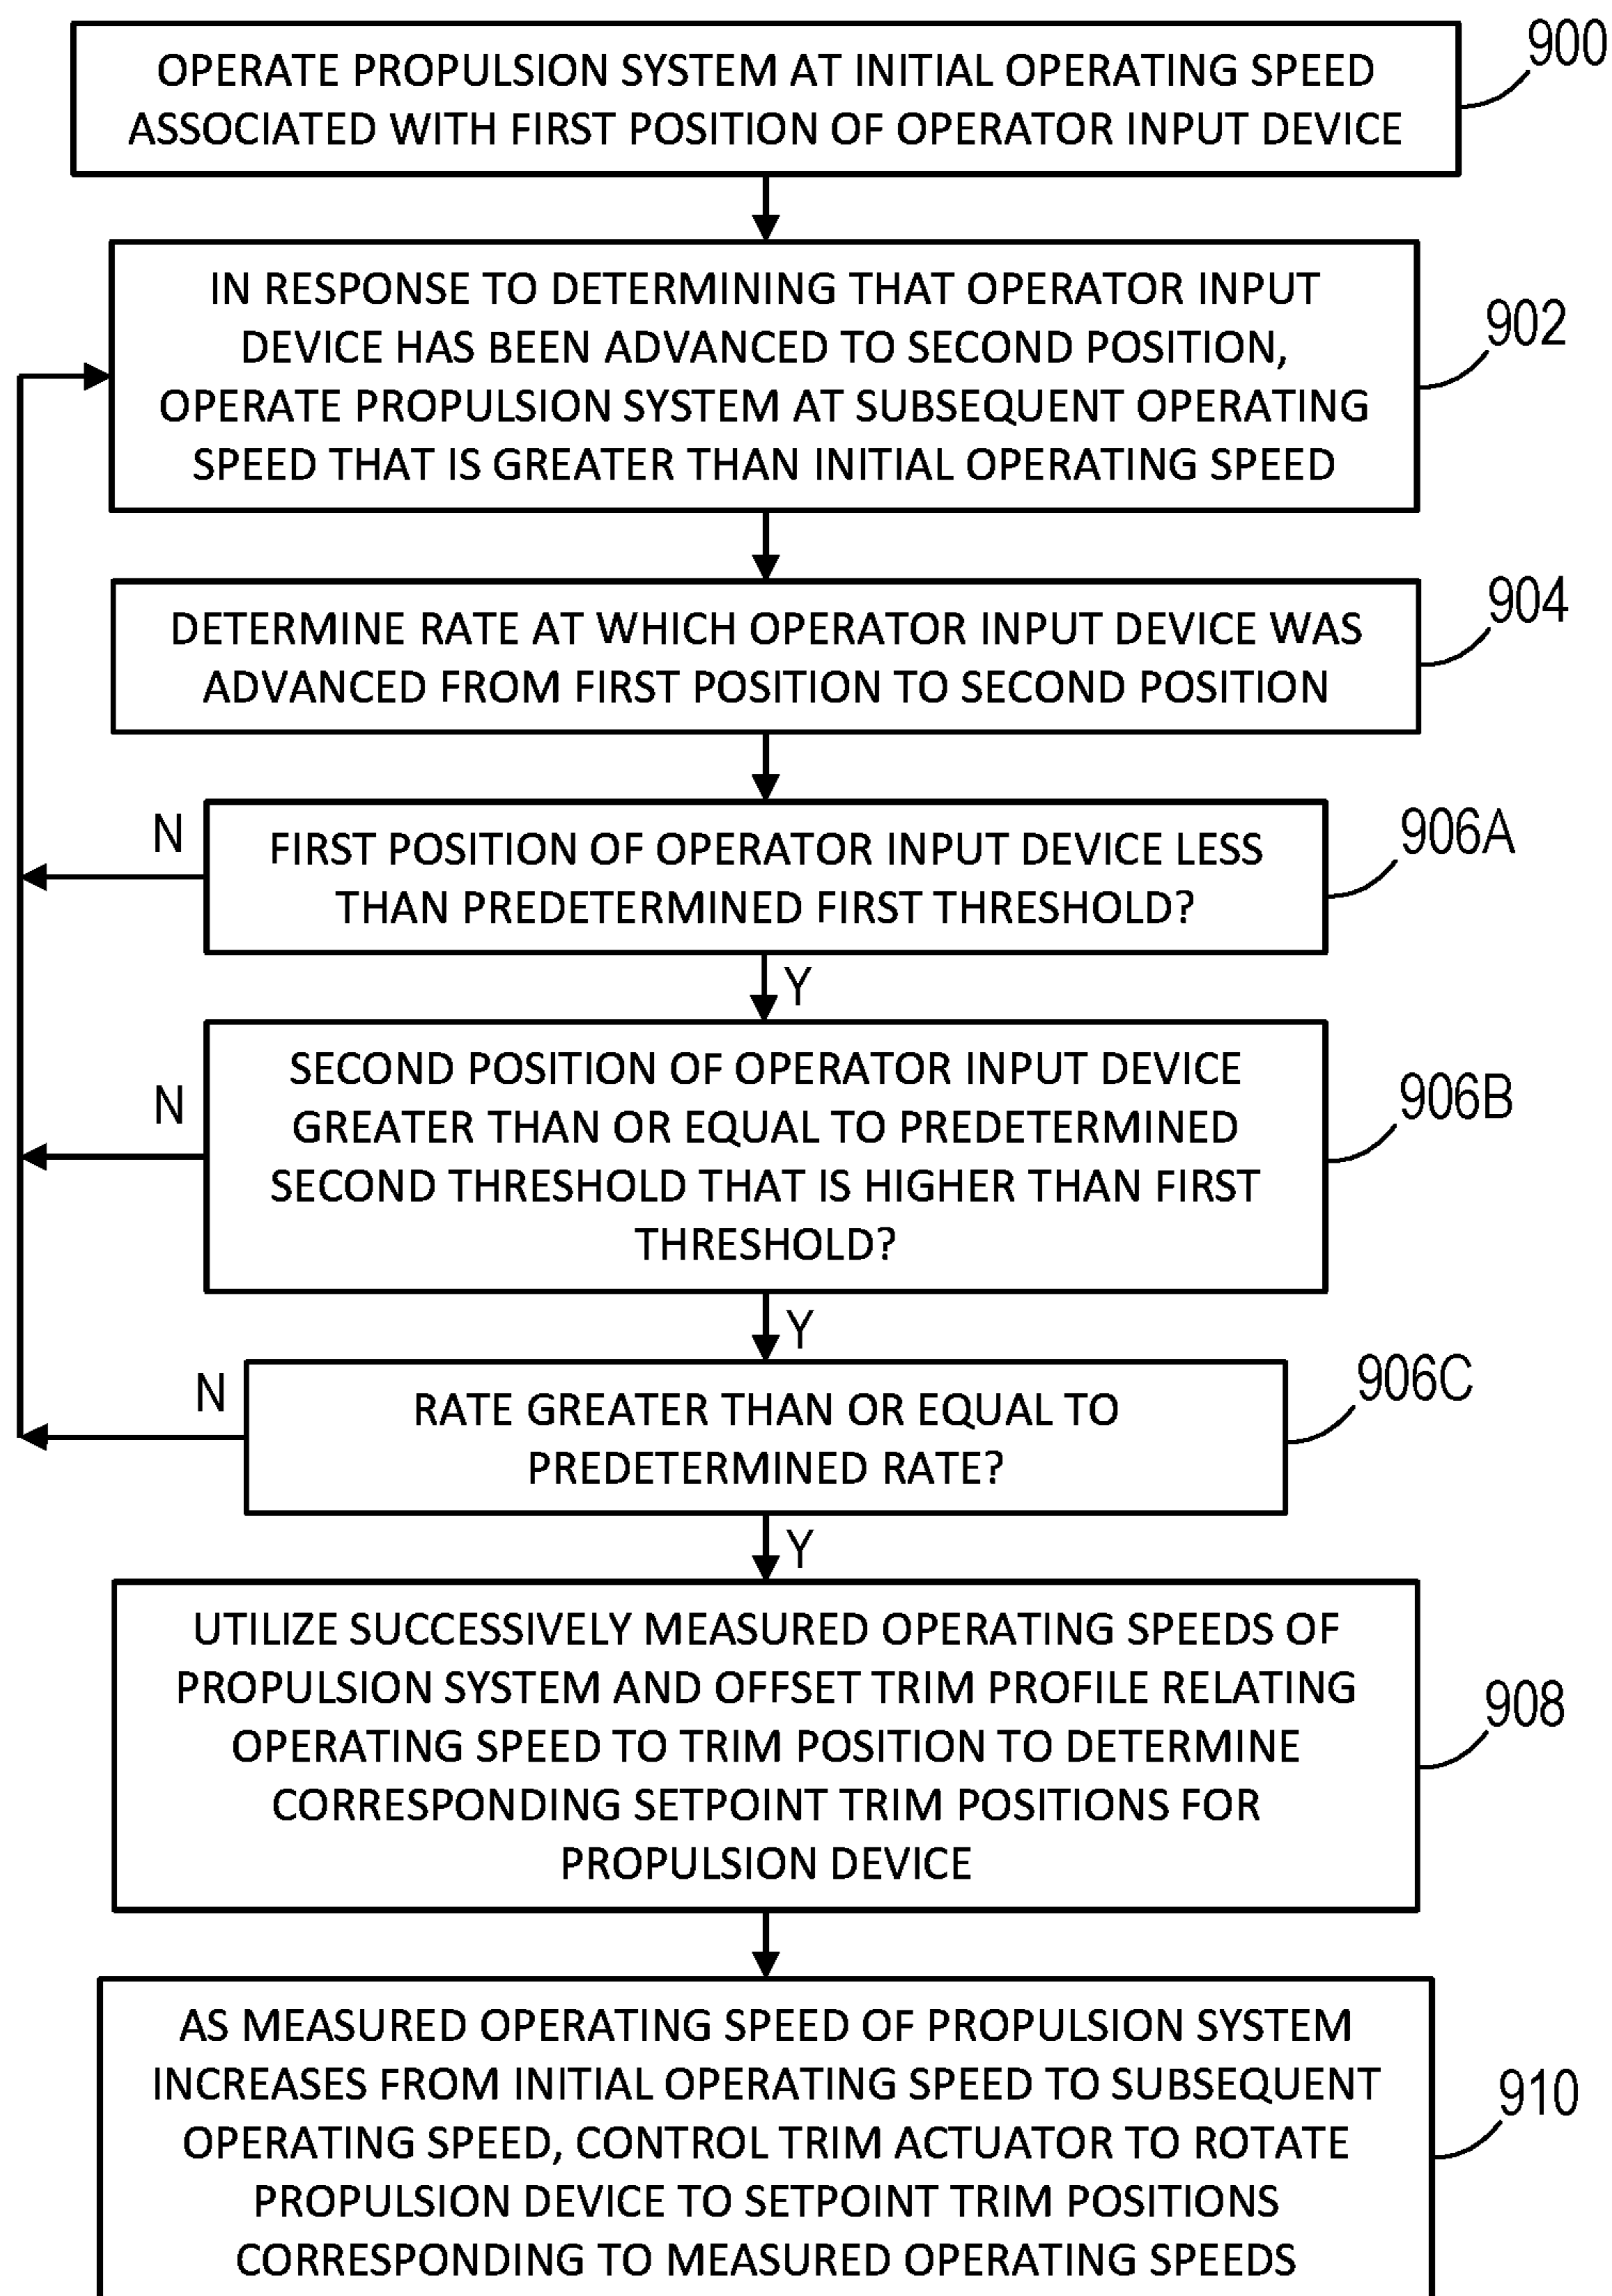 900
OPERATE PROPULSION SYSTEM AT INITIAL OPERATING SPEED
ASSOCIATED WITH FIRST POSITION OF OPERATOR INPUT DEVICE
902
IN RESPONSE TO DETERMINING THAT OPERATOR INPUT
DEVICE HAS BEEN ADVANCED TO SECOND POSITION,
OPERATE PROPULSION SYSTEM AT SUBSEQUENT OPERATING
SPEED THAT IS GREATER THAN INITIAL OPERATING SPEED
904
DETERMINE RATE AT WHICH OPERATOR INPUT DEVICE WAS
ADVANCED FROM FIRST POSITION TO SECOND POSITION
906A
N
FIRST POSITION OF OPERATOR INPUT DEVICE LESS
THAN PREDETERMINED FIRST THRESHOLD?
Y
906B
N
SECOND POSITION OF OPERATOR INPUT DEVICE
GREATER THAN OR EQUAL TO PREDETERMINED
SECOND THRESHOLD THAT IS HIGHER THAN FIRST
THRESHOLD?
Y
906C
N
RATE GREATER THAN OR EQUAL TO
PREDETERMINED RATE?
Y
908
UTILIZE SUCCESSIVELY MEASURED OPERATING SPEEDS OF
PROPULSION SYSTEM AND OFFSET TRIM PROFILE RELATING
OPERATING SPEED TO TRIM POSITION TO DETERMINE
CORRESPONDING SETPOINT TRIM POSITIONS FOR
PROPULSION DEVICE
910
AS MEASURED OPERATING SPEED OF PROPULSION SYSTEM
INCREASES FROM INITIAL OPERATING SPEED TO SUBSEQUENT
OPERATING SPEED, CONTROL TRIM ACTUATOR TO ROTATE
PROPULSION DEVICE TO SETPOINT TRIM POSITIONS
CORRESPONDING TO MEASURED OPERATING SPEEDS